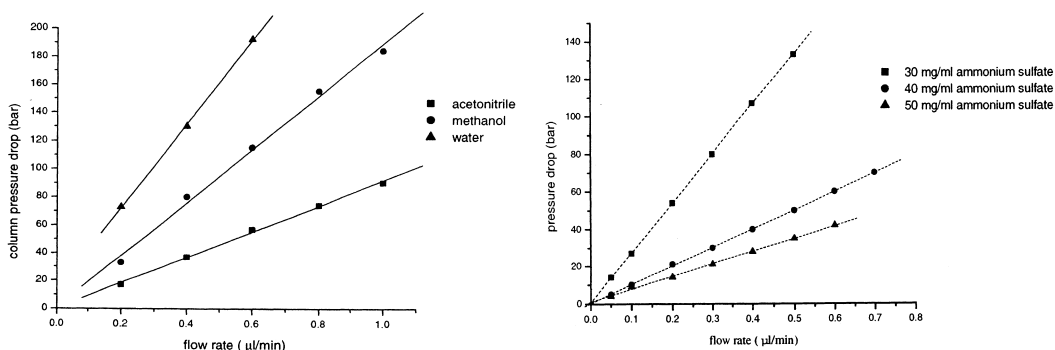 200
180
160
140
120
100
80
60
40
20
0
column pressure drop (bar)
0.0 0.2 0.4 0.6 0.8 1.0
flow rate ( μl/min)
acetonitrile
methanol
water
140
120
100
80
60
40
20
0
pressure drop (bar)
0.0 0.1 0.2 0.3 0.4 0.5 0.6 0.7 0.8
flow rate ( μl/min)
30 mg/ml ammonium sulfate
40 mg/ml ammonium sulfate
50 mg/ml ammonium sulfate